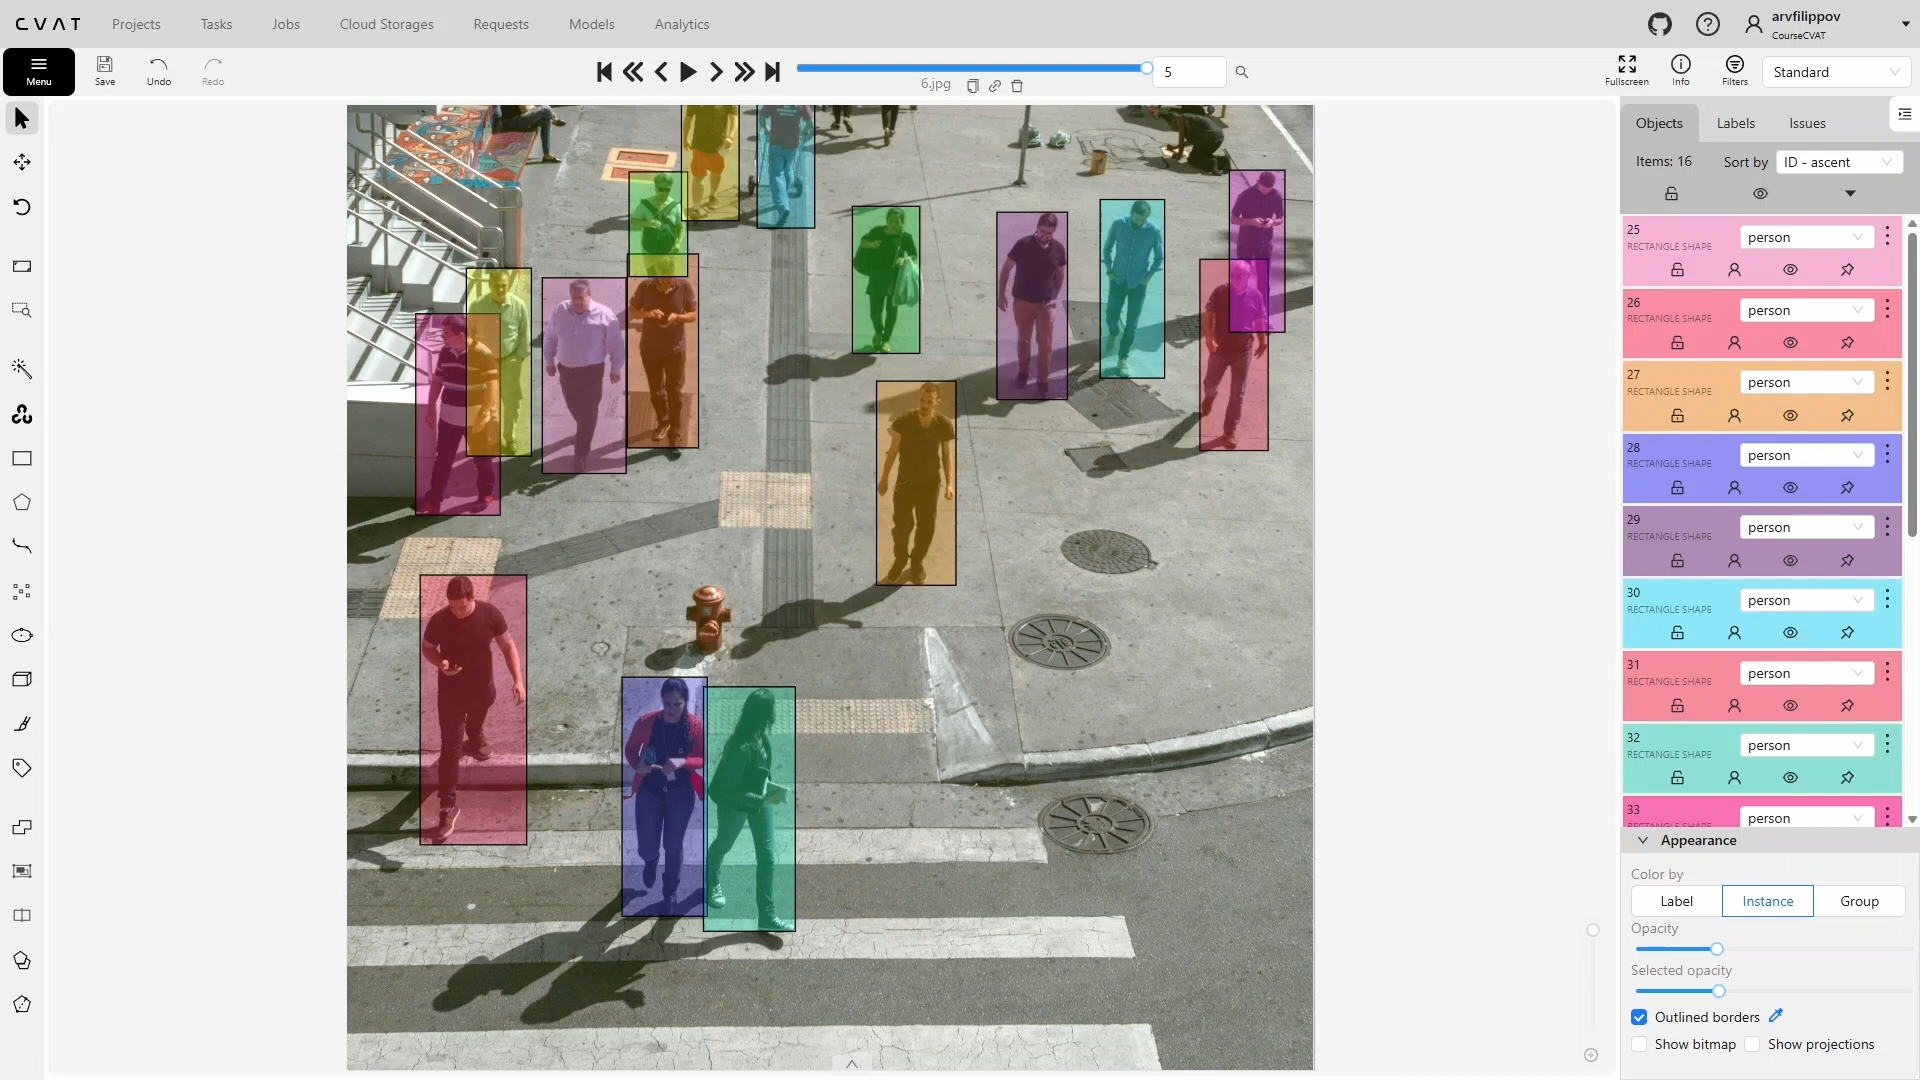 CVAT Projects Tasks Jobs Cloud Storages Requests Models Analytics arvfilippov
CourseCVAT
Menu Save Undo Redo 6.jpg 5 Fullscreen Info Filters Standard
Objects Labels Issues
Items: 16 Sort by ID - ascent
25 RECTANGLE SHAPE person
26 RECTANGLE SHAPE person
27 RECTANGLE SHAPE person
28 RECTANGLE SHAPE person
29 RECTANGLE SHAPE person
30 RECTANGLE SHAPE person
31 RECTANGLE SHAPE person
32 RECTANGLE SHAPE person
33 RECTANGLE SHAPE person
Appearance
Color by
Label Instance Group
Opacity
Selected opacity
Outlined borders
Show bitmap Show projections